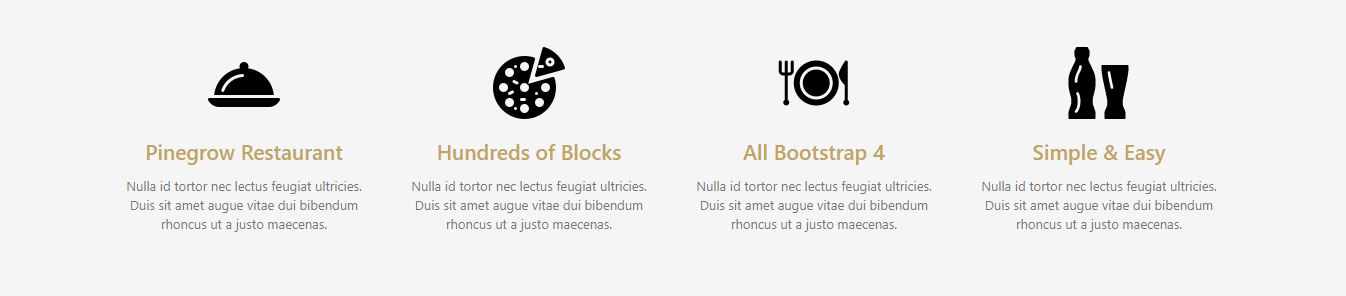 Pinegrow Restaurant
Nulla id tortor nec lectus feugiat ultricies.
Duis sit amet augue vitae dui bibendum
rhoncus ut a justo maecenas.
Hundreds of Blocks
Nulla id tortor nec lectus feugiat ultricies.
Duis sit amet augue vitae dui bibendum
rhoncus ut a justo maecenas.
All Bootstrap 4
Nulla id tortor nec lectus feugiat ultricies.
Duis sit amet augue vitae dui bibendum
rhoncus ut a justo maecenas.
Simple & Easy
Nulla id tortor nec lectus feugiat ultricies.
Duis sit amet augue vitae dui bibendum
rhoncus ut a justo maecenas.